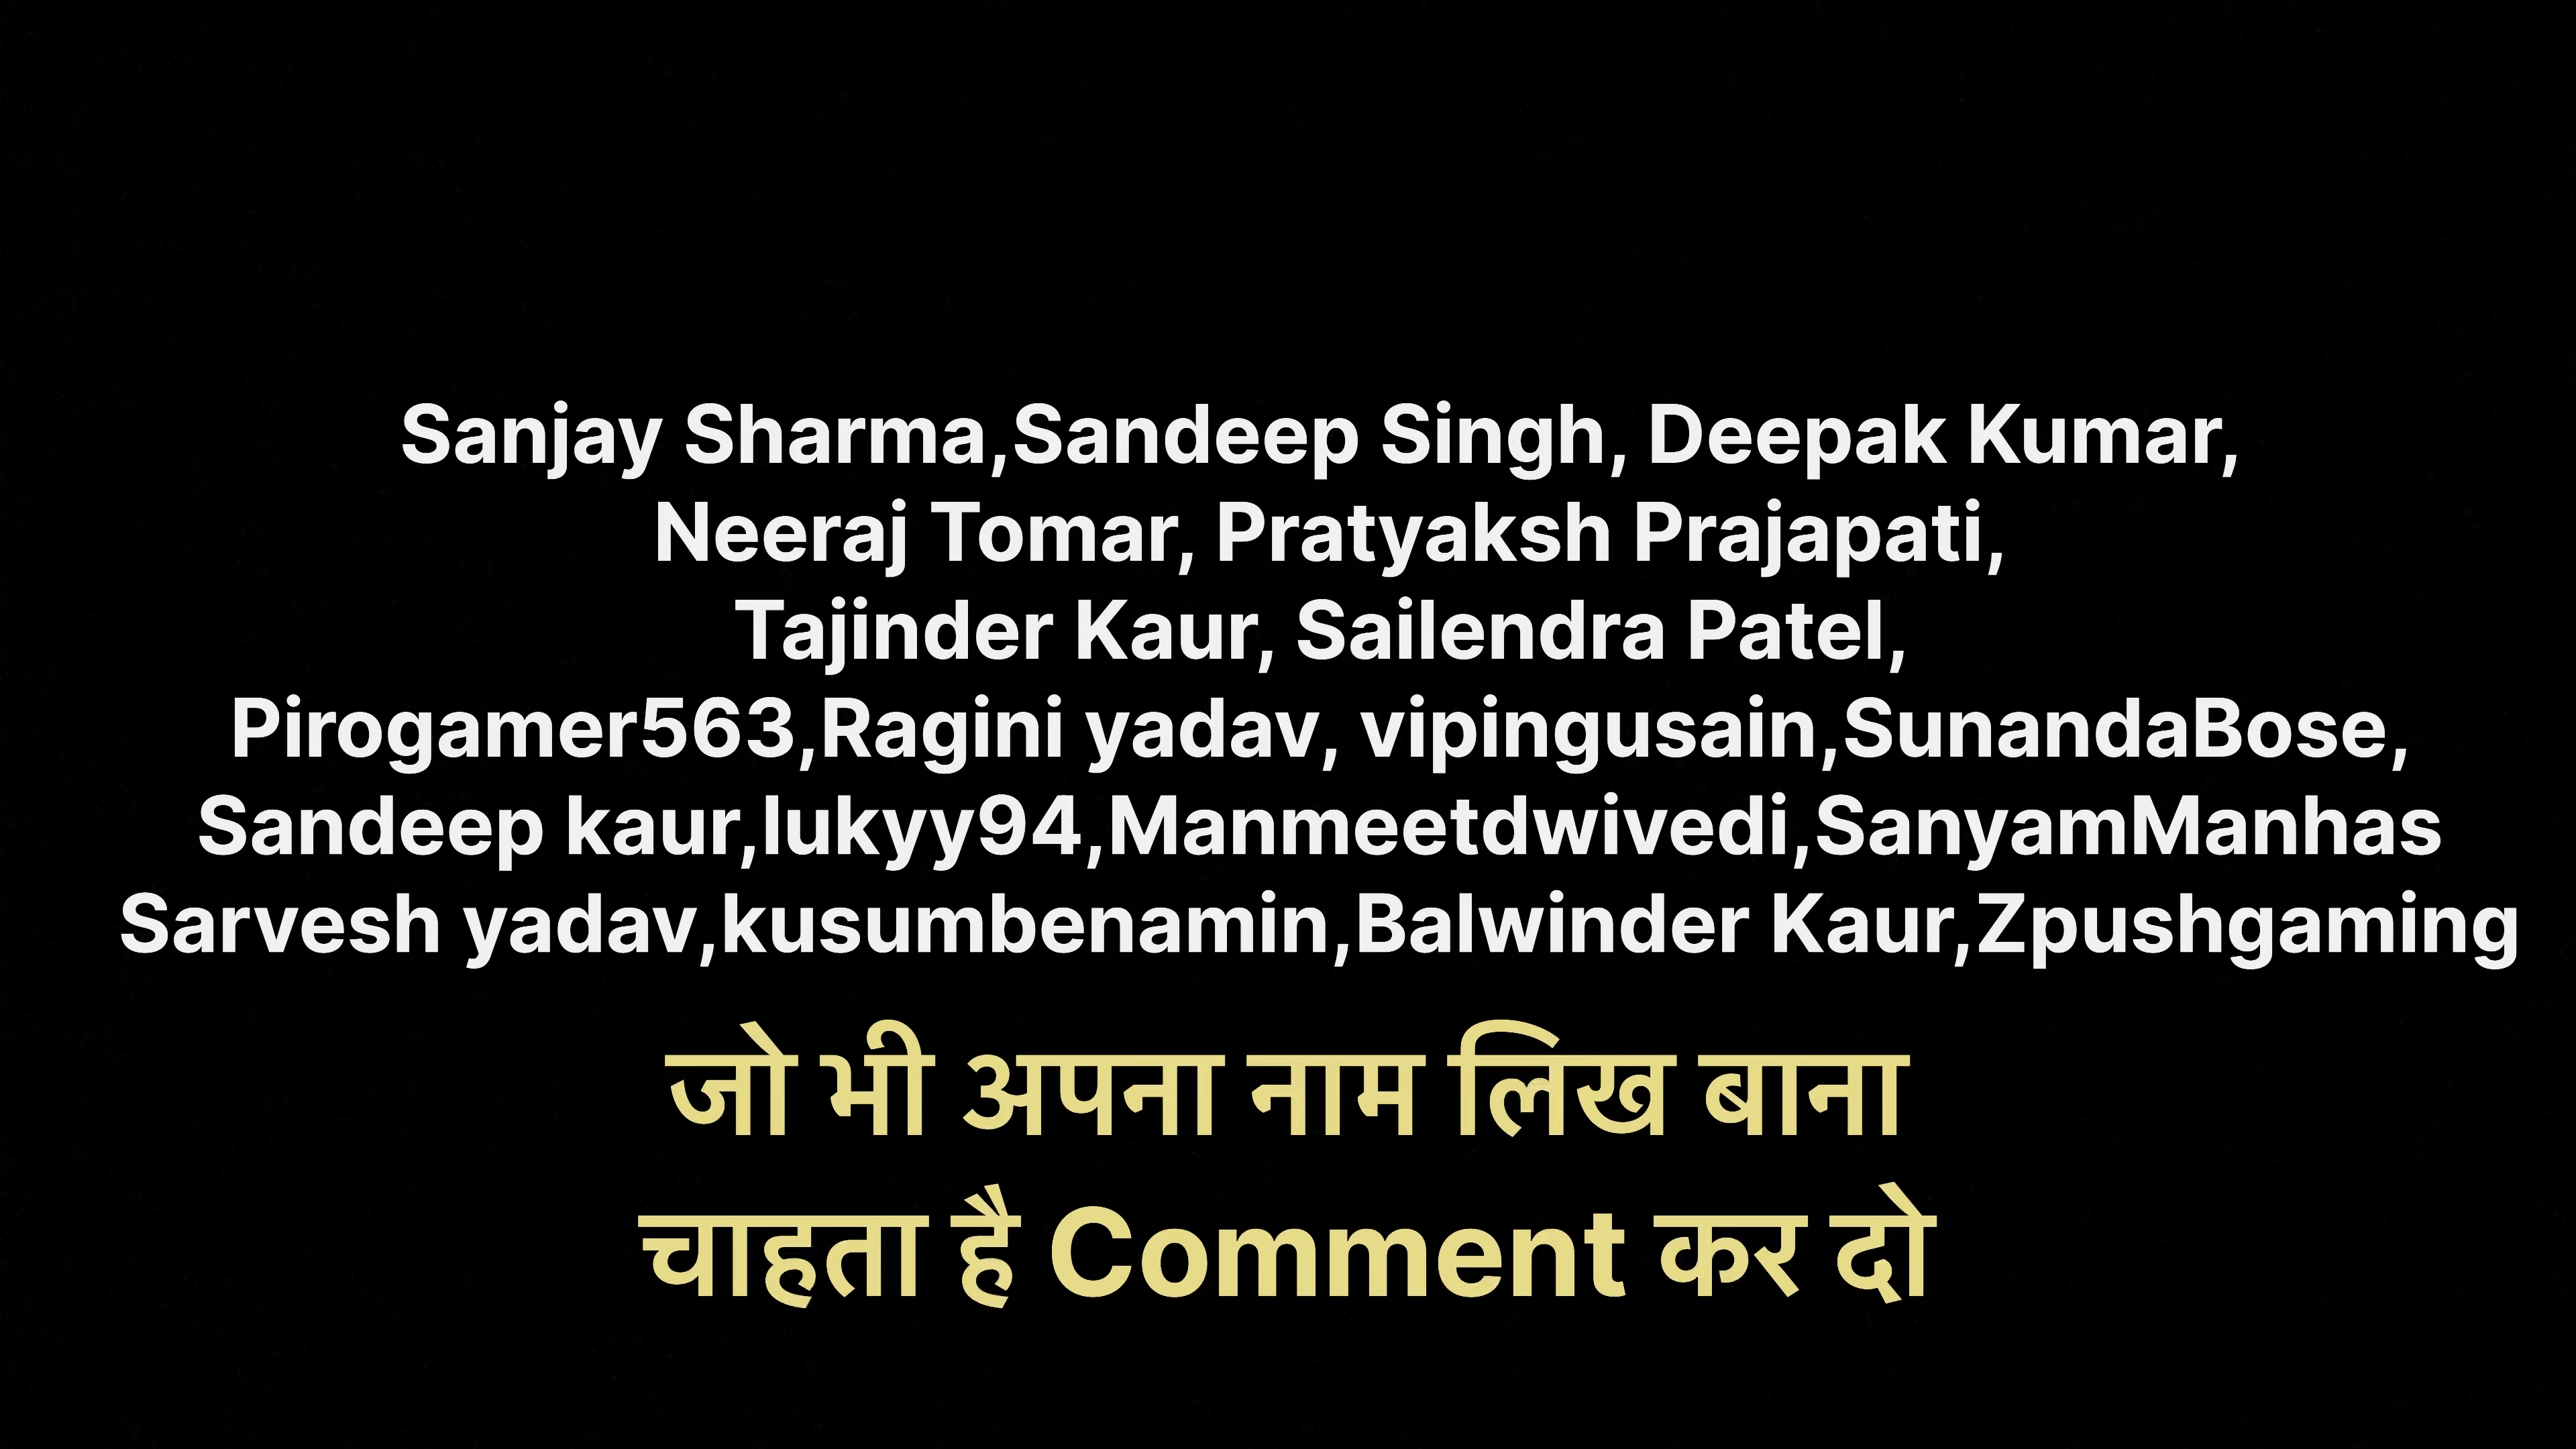 Sanjay Sharma,Sandeep Singh, Deepak Kumar,
Neeraj Tomar, Pratyaksh Prajapati,
Tajinder Kaur, Sailendra Patel,
Pirogamer563,Ragini yadav, vipingusain,SunandaBose,
Sandeep kaur,lukyy94,Manmeetdwivedi,SanyamManhas
Sarvesh yadav,kusumbenamin,Balwinder Kaur,Zpushgaming
जो भी अपना नाम लिख बाना
चाहता है Comment कर दो